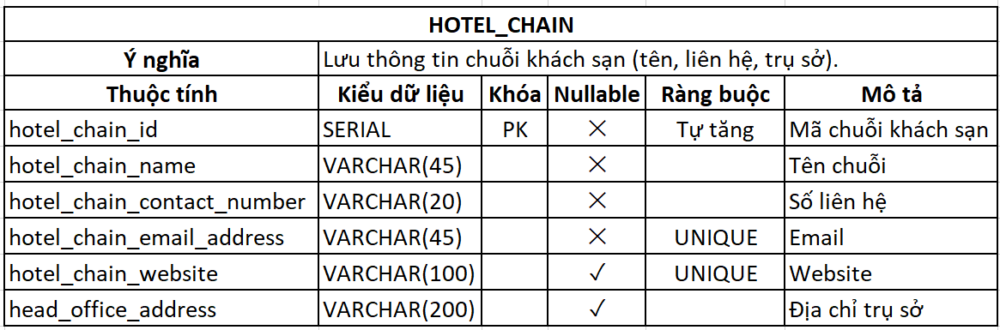 HOTEL_CHAIN
Ý nghĩa Lưu thông tin chuỗi khách sạn (tên, liên hệ, trụ sở).
Thuộc tính Kiểu dữ liệu Khóa Nullable Ràng buộc Mô tả
hotel_chain_id SERIAL PK ✕ Tự tăng Mã chuỗi khách sạn
hotel_chain_name VARCHAR(45) ✕ Tên chuỗi
hotel_chain_contact_number VARCHAR(20) ✕ Số liên hệ
hotel_chain_email_address VARCHAR(45) ✕ UNIQUE Email
hotel_chain_website VARCHAR(100) ✓ UNIQUE Website
head_office_address VARCHAR(200) ✓ Địa chỉ trụ sở